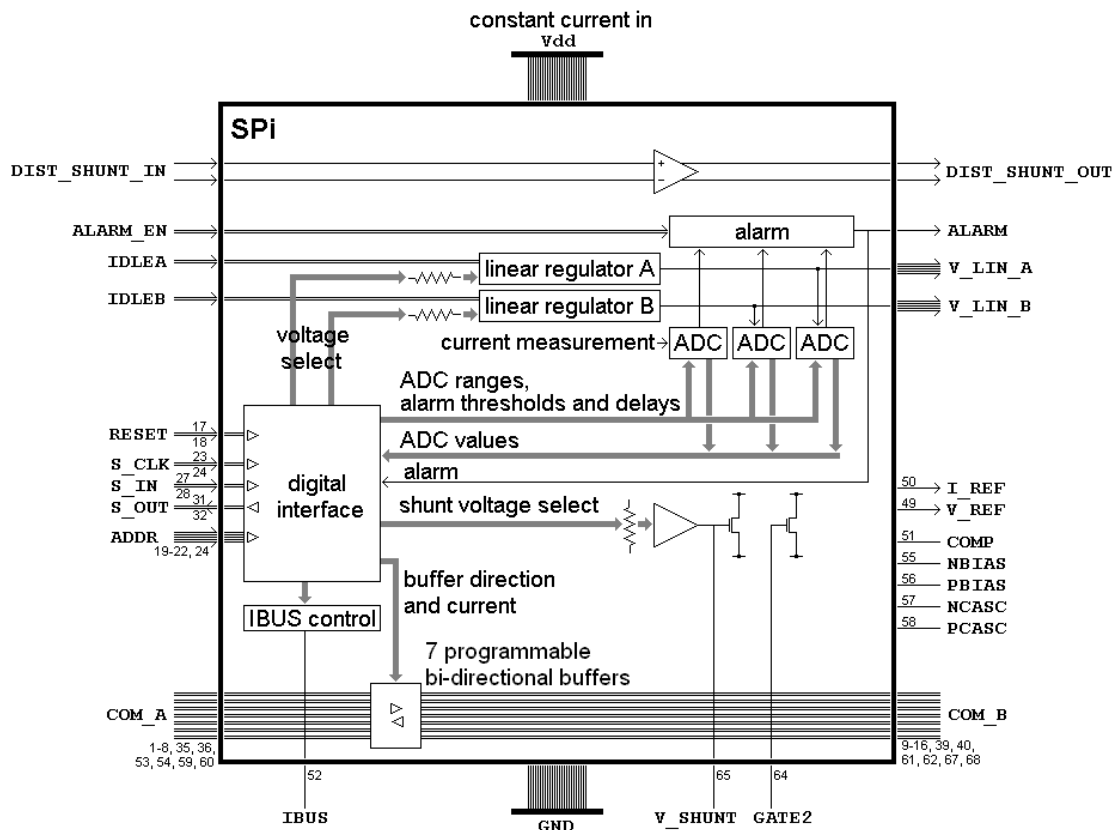 constant current in
Vdd
SPi
DIST_SHUNT_IN
+
−
DIST_SHUNT_OUT
ALARM_EN
alarm
ALARM
IDLEA
linear regulator A
V_LIN_A
IDLEB
linear regulator B
V_LIN_B
voltage
select
current measurement
ADC
ADC
ADC
ADC ranges,
alarm thresholds and delays
RESET
17
18
ADC values
S_CLK
23
24
alarm
S_IN
27
28
digital
interface
S_OUT
31
32
shunt voltage select
ADDR
19-22, 24
50
I_REF
49
V_REF
51
COMP
55
NBIAS
56
PBIAS
57
NCASC
58
PCASC
buffer direction
and current
IBUS control
7 programmable
bi-directional buffers
COM_A
COM_B
1-8, 35, 36,
53, 54, 59, 60
9-16, 39, 40,
61, 62, 67, 68
52
65
64
IBUS
GND
V_SHUNT
GATE2